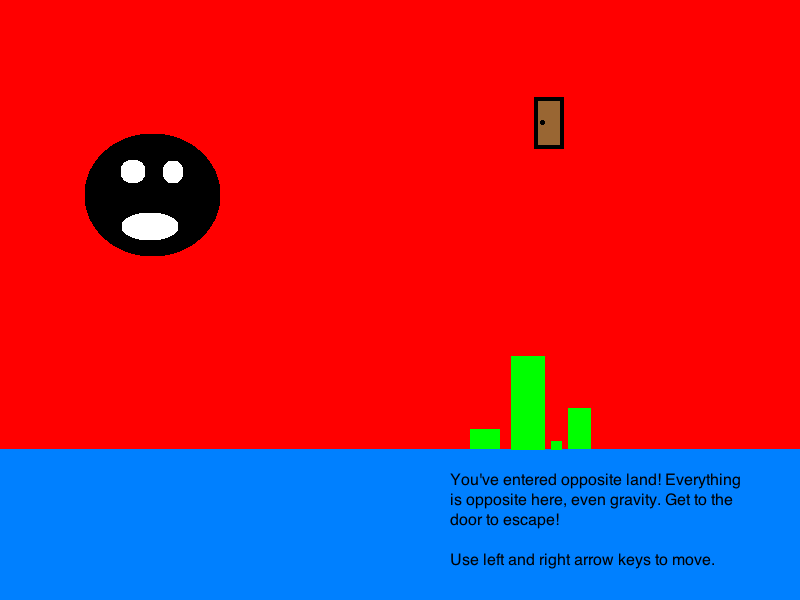 You've entered opposite land! Everything
is opposite here, even gravity. Get to the
door to escape!
Use left and right arrow keys to move.